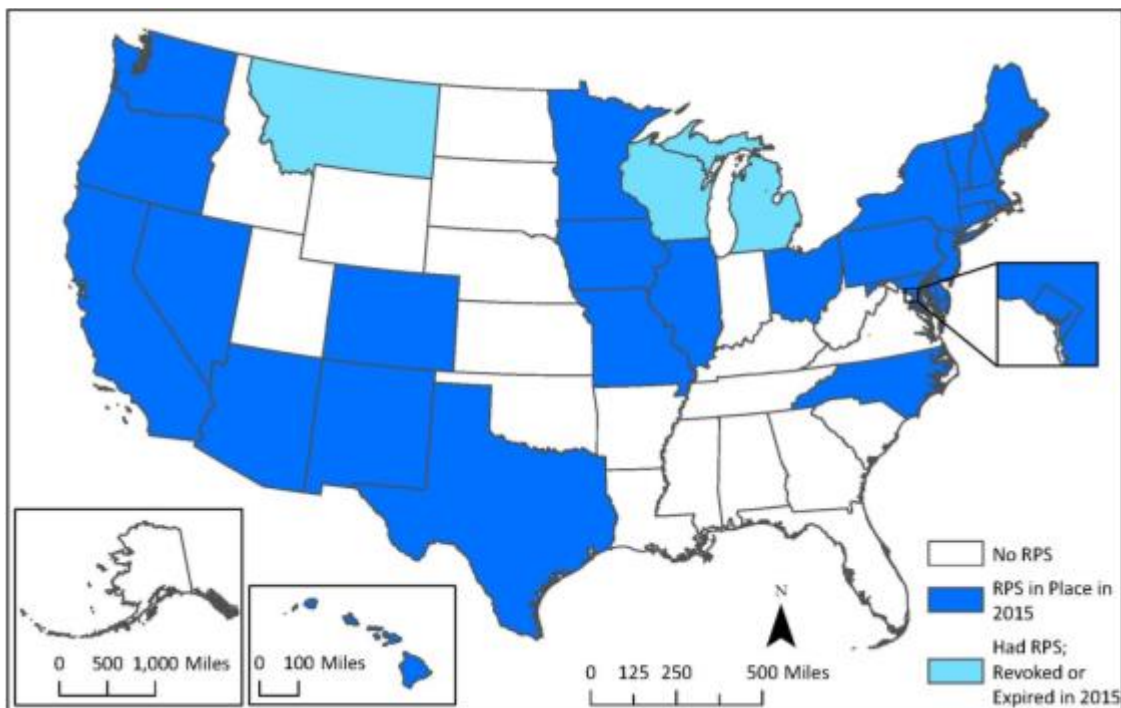 No RPS
RPS in Place in
2015
Had RPS;
Revoked or
Expired in 2015
N
0 500 1,000 Miles
0 100 Miles
0 125 250 500 Miles